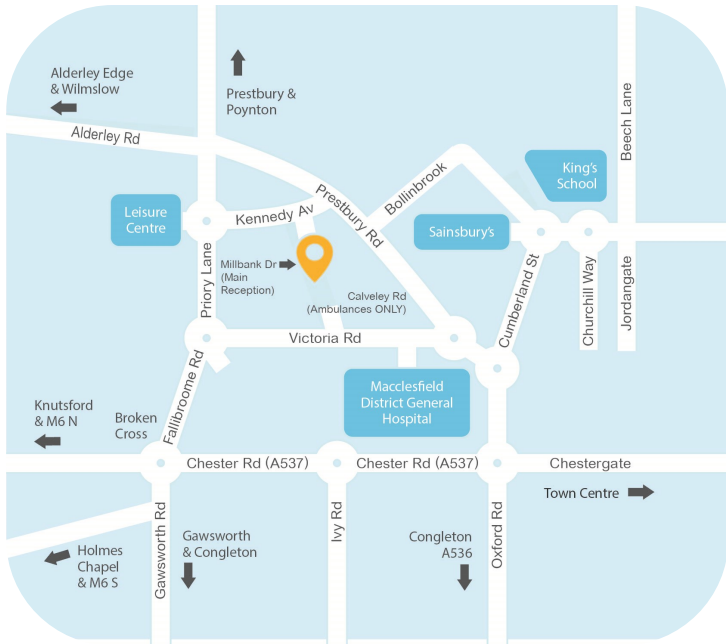 Alderley Edge
& Wilmslow
Prestbury &
Poynton
Alderley Rd
Beech Lane
King's
School
Bollinbrook
Leisure
Centre
Kennedy Av
Prestbury Rd
Sainsbury's
Priory Lane
Millbank Dr
(Main
Reception)
Calveley Rd
(Ambulances ONLY)
Cumberland St
Churchill Way
Jordangate
Victoria Rd
Fallibroome Rd
Macclesfield
District General
Hospital
Knutsford
& M6 N
Broken
Cross
Chester Rd (A537)
Chester Rd (A537)
Chestergate
Town Centre
Gawsworth Rd
Ivy Rd
Oxford Rd
Gawsworth
& Congleton
Congleton
A536
Holmes
Chapel
& M6 S